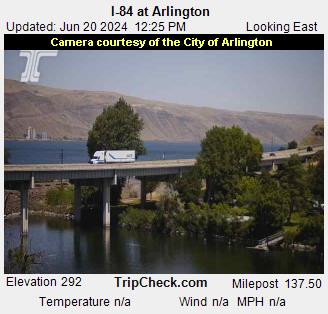 I-84 at Arlington
Updated: Jun 20 2024 12:25 PM Looking East
Camera courtesy of the City of Arlington
Elevation 292 TripCheck.com Milepost 137.50
Temperature n/a Wind n/a MPH n/a